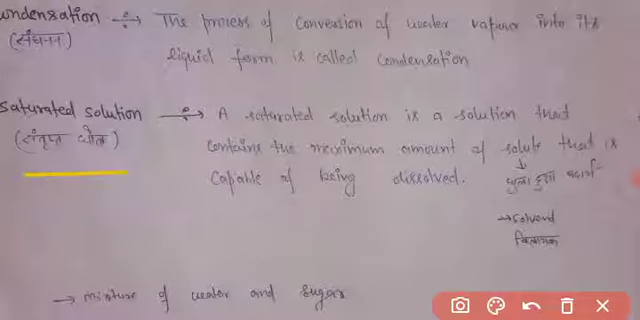 ondensation → The process of conversion of water vapour into its
(संघनन) liquid form is called Condensation
saturated solution → A saturated solution is a solution that
(संतृप्त घोल) Contains the maximum amount of solute that is
Capable of being dissolved. ↓ घुला हुआ पदार्थ
→ solvend
विलायक
→ mixture of water and sugar